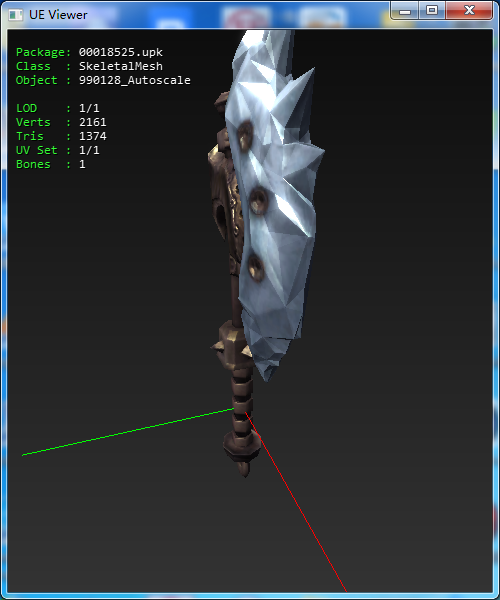 UE Viewer
Package: 00018525.upk
Class : SkeletalMesh
Object : 990128_Autoscale
LOD : 1/1
Verts : 2161
Tris : 1374
UV Set : 1/1
Bones : 1